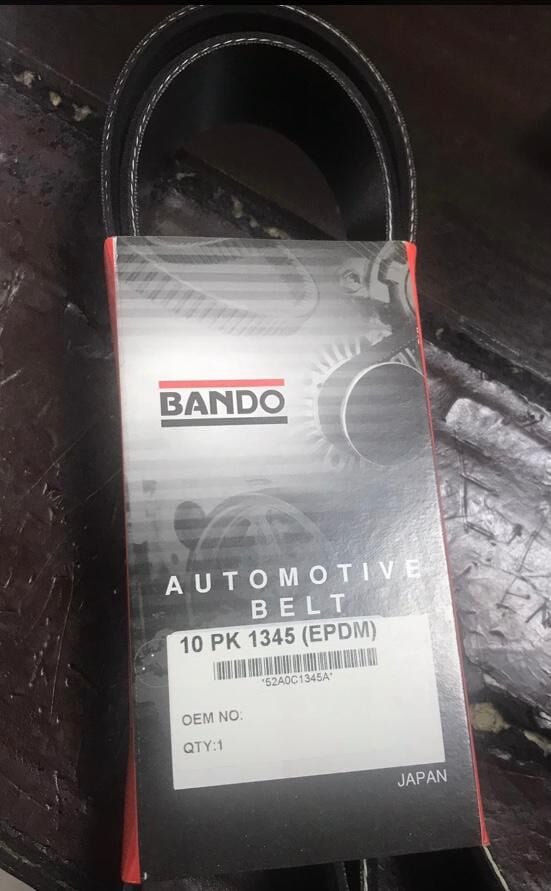 BANDO
AUTOMOTIVE
BELT
10 PK 1345 (EPDM)
*52A0C1345A*
OEM NO:
QTY:1
JAPAN